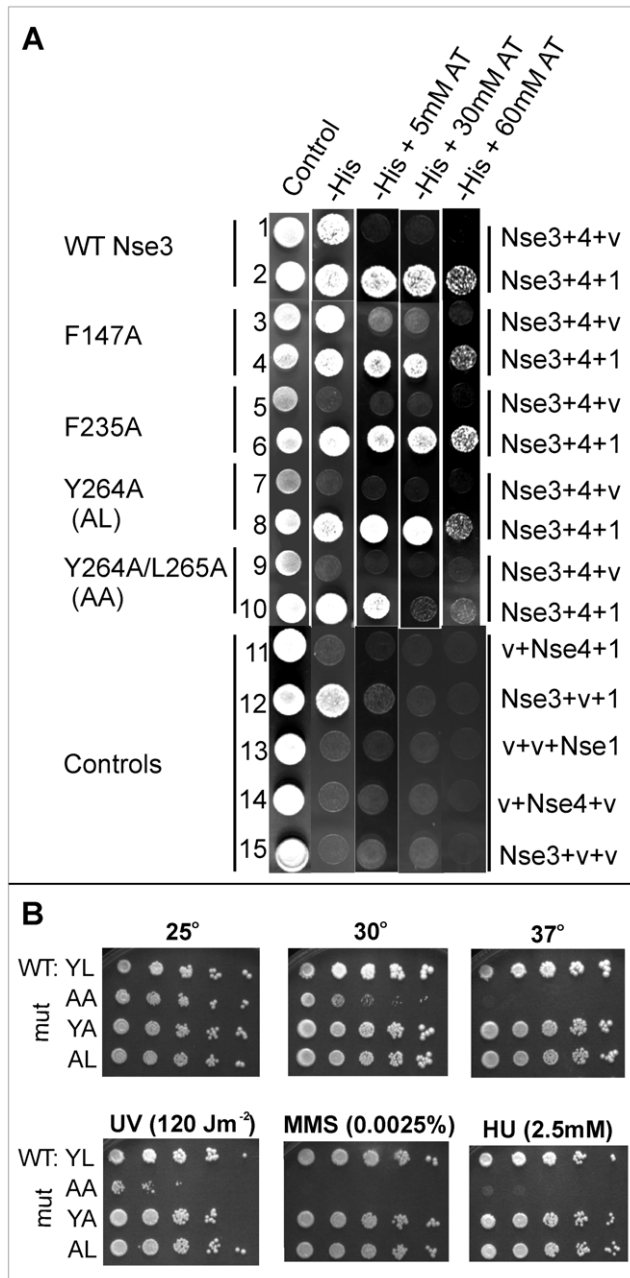 A
Control
-His
-His + 5mM AT
-His + 30mM AT
-His + 60mM AT
WT Nse3
1 Nse3+4+v
2 Nse3+4+1
F147A
3 Nse3+4+v
4 Nse3+4+1
F235A
5 Nse3+4+v
6 Nse3+4+1
Y264A
(AL)
7 Nse3+4+v
8 Nse3+4+1
Y264A/L265A
(AA)
9 Nse3+4+v
10 Nse3+4+1
Controls
11 v+Nse4+1
12 Nse3+v+1
13 v+v+Nse1
14 v+Nse4+v
15 Nse3+v+v
B
25° 30° 37°
WT: YL
mut
AA
YA
AL
UV (120 Jm⁻²) MMS (0.0025%) HU (2.5mM)
WT: YL
mut
AA
YA
AL